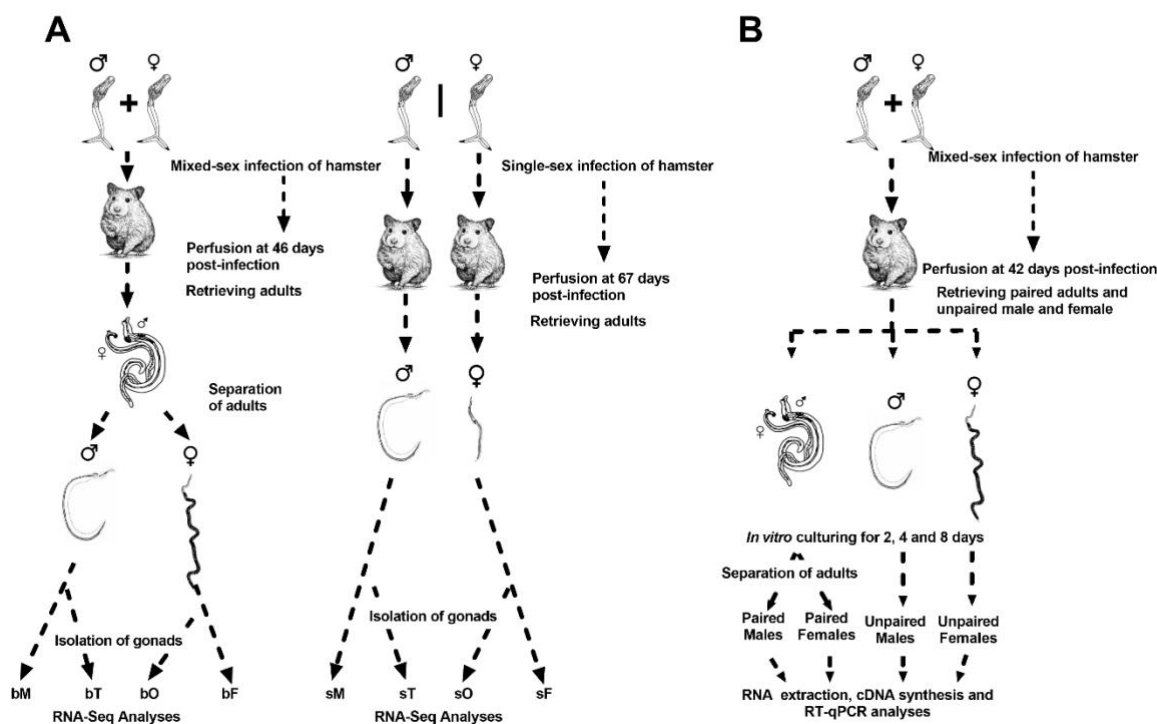 A
♂ ♀
Mixed-sex infection of hamster
Perfusion at 46 days
post-infection
Retrieving adults
♂
♀
Separation
of adults
♂ ♀
Isolation of gonads
bM bT bO bF
RNA-Seq Analyses
♂ ♀
Single-sex infection of hamster
Perfusion at 67 days
post-infection
Retrieving adults
♂ ♀
Isolation of gonads
sM sT sO sF
RNA-Seq Analyses
B
♂ ♀
Mixed-sex infection of hamster
Perfusion at 42 days post-infection
Retrieving paired adults and
unpaired male and female
♂
♀
♂ ♀
In vitro culturing for 2, 4 and 8 days
Separation of adults
Paired
Males
Paired
Females
Unpaired
Males
Unpaired
Females
RNA extraction, cDNA synthesis and
RT-qPCR analyses